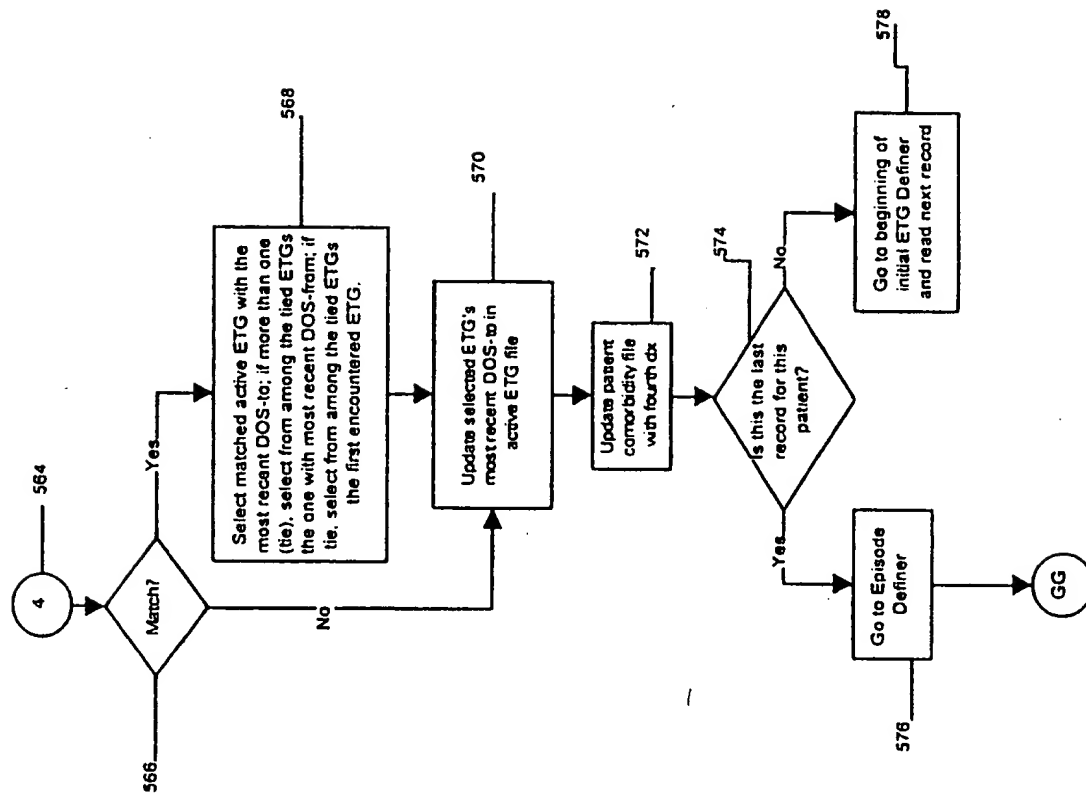 4
564
Match?
566
Yes
No
Select matched active ETG with the
most recent DOS-to; if more than one
(tie), select from among the tied ETGs
the one with most recent DOS-from; if
tie, select from among the tied ETGs
the first encountered ETG.
568
Update selected ETG's
most recent DOS-to in
active ETG file
570
Update patient
comorbidity file
with fourth dx
572
Is this the last
record for this
patient?
574
Yes
No
Go to Episode
Definer
576
Go to beginning of
initial ETG Definer
and read next record
578
GG